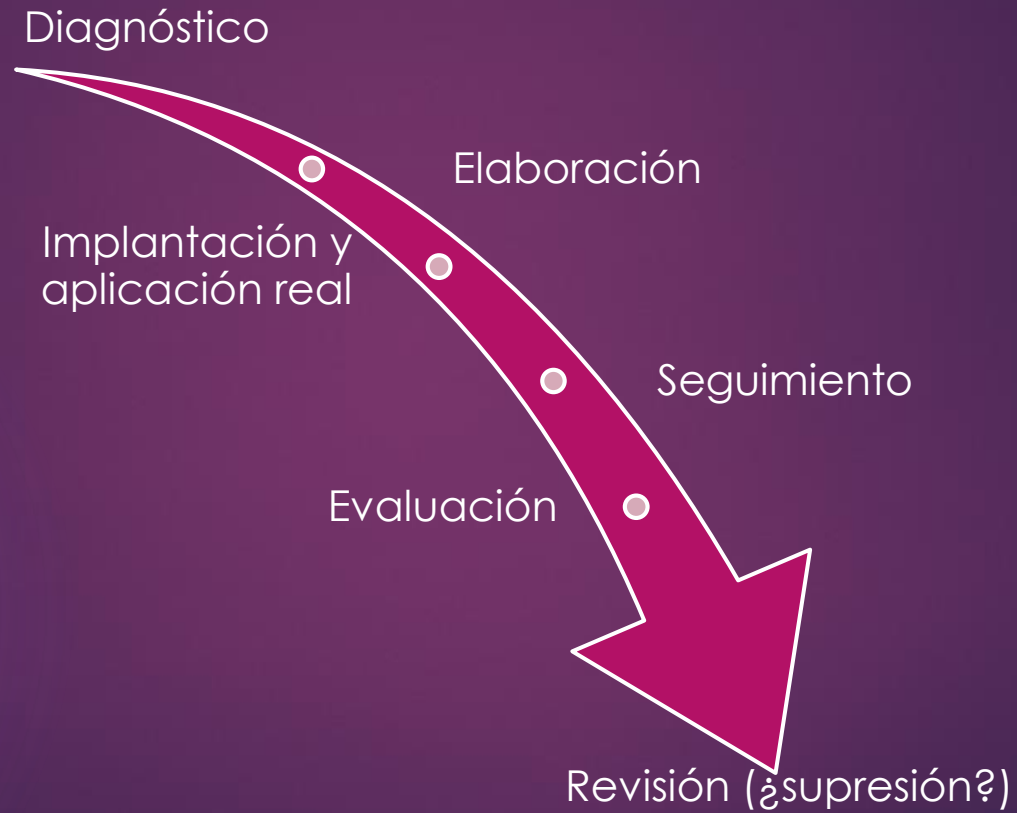 Diagnóstico
Elaboración
Implantación y
aplicación real
Seguimiento
Evaluación
Revisión (¿supresión?)